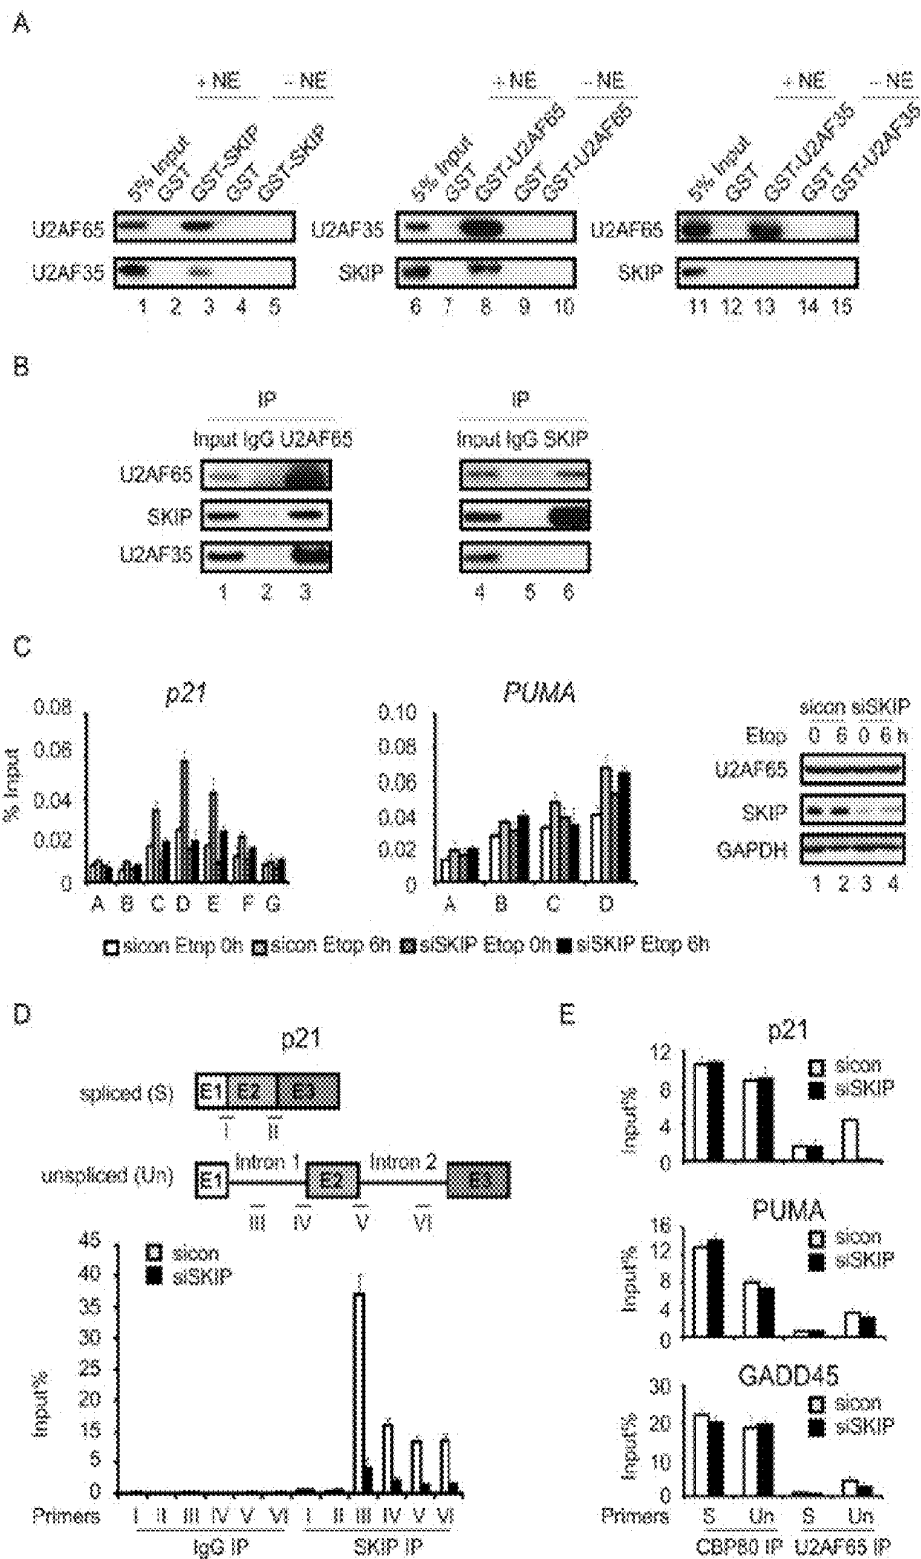 A
+ NE − NE + NE − NE + NE − NE
5% Input GST GST-SKIP GST GST-SKIP 5% Input GST GST-U2AF65 GST GST-U2AF65 5% Input GST GST-U2AF35 GST GST-U2AF35
U2AF65 U2AF35 U2AF65
U2AF35 SKIP SKIP
1 2 3 4 5 6 7 8 9 10 11 12 13 14 15
B
IP IP
Input IgG U2AF65 Input IgG SKIP
U2AF65
SKIP
U2AF35
1 2 3 4 5 6
C
p21
% Input
0.08
0.06
0.04
0.02
0
A B C D E F G
PUMA
0.10
0.08
0.06
0.04
0.02
0
A B C D
sicon siSKIP
Etop 0 6 0 6 h
U2AF65
SKIP
GAPDH
1 2 3 4
sicon Etop 0h sicon Etop 6h siSKIP Etop 0h siSKIP Etop 6h
D
p21
spliced (S) E1 E2 E3
I II
unspliced (Un) E1 Intron 1 E2 Intron 2 E3
III IV V VI
Input%
45
40
35
30
25
20
15
5
0
sicon
siSKIP
Primers I II III IV V VI I II III IV V VI
IgG IP SKIP IP
E
p21
Input%
12
8
4
0
sicon
siSKIP
PUMA
Input%
16
12
8
4
0
sicon
siSKIP
GADD45
Input%
30
20
10
0
sicon
siSKIP
Primers S Un S Un
CBP80 IP U2AF65 IP